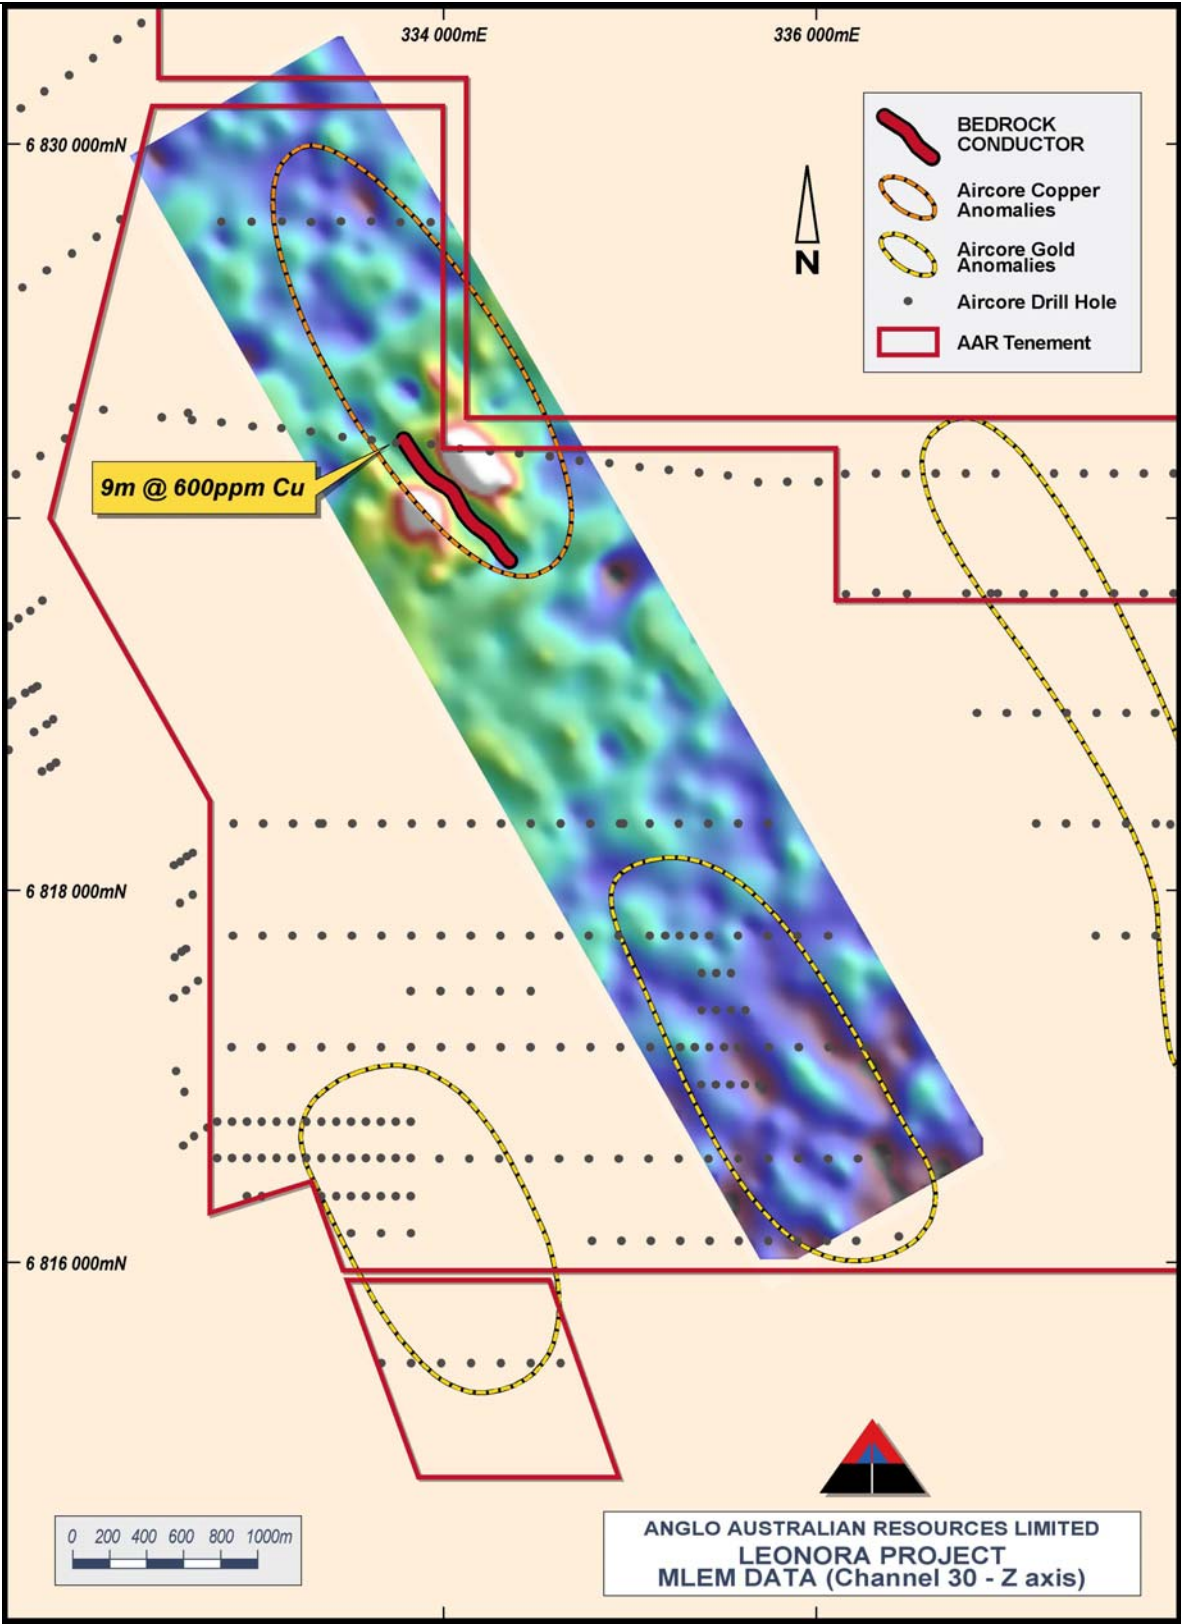 334 000mE
336 000mE
6 830 000mN
BEDROCK
CONDUCTOR
Aircore Copper
Anomalies
Aircore Gold
Anomalies
Aircore Drill Hole
AAR Tenement
N
9m @ 600ppm Cu
6 818 000mN
6 816 000mN
0 200 400 600 800 1000m
ANGLO AUSTRALIAN RESOURCES LIMITED
LEONORA PROJECT
MLEM DATA (Channel 30 - Z axis)